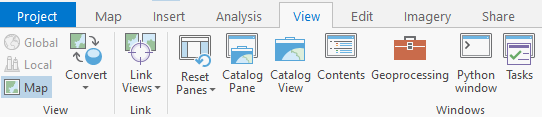 Project Map Insert Analysis View Edit Imagery Share
Global
Local
Map
Convert
Link
Views
Reset
Panes
Catalog
Pane
Catalog
View
Contents
Geoprocessing
Python
window
Tasks
View Link Windows